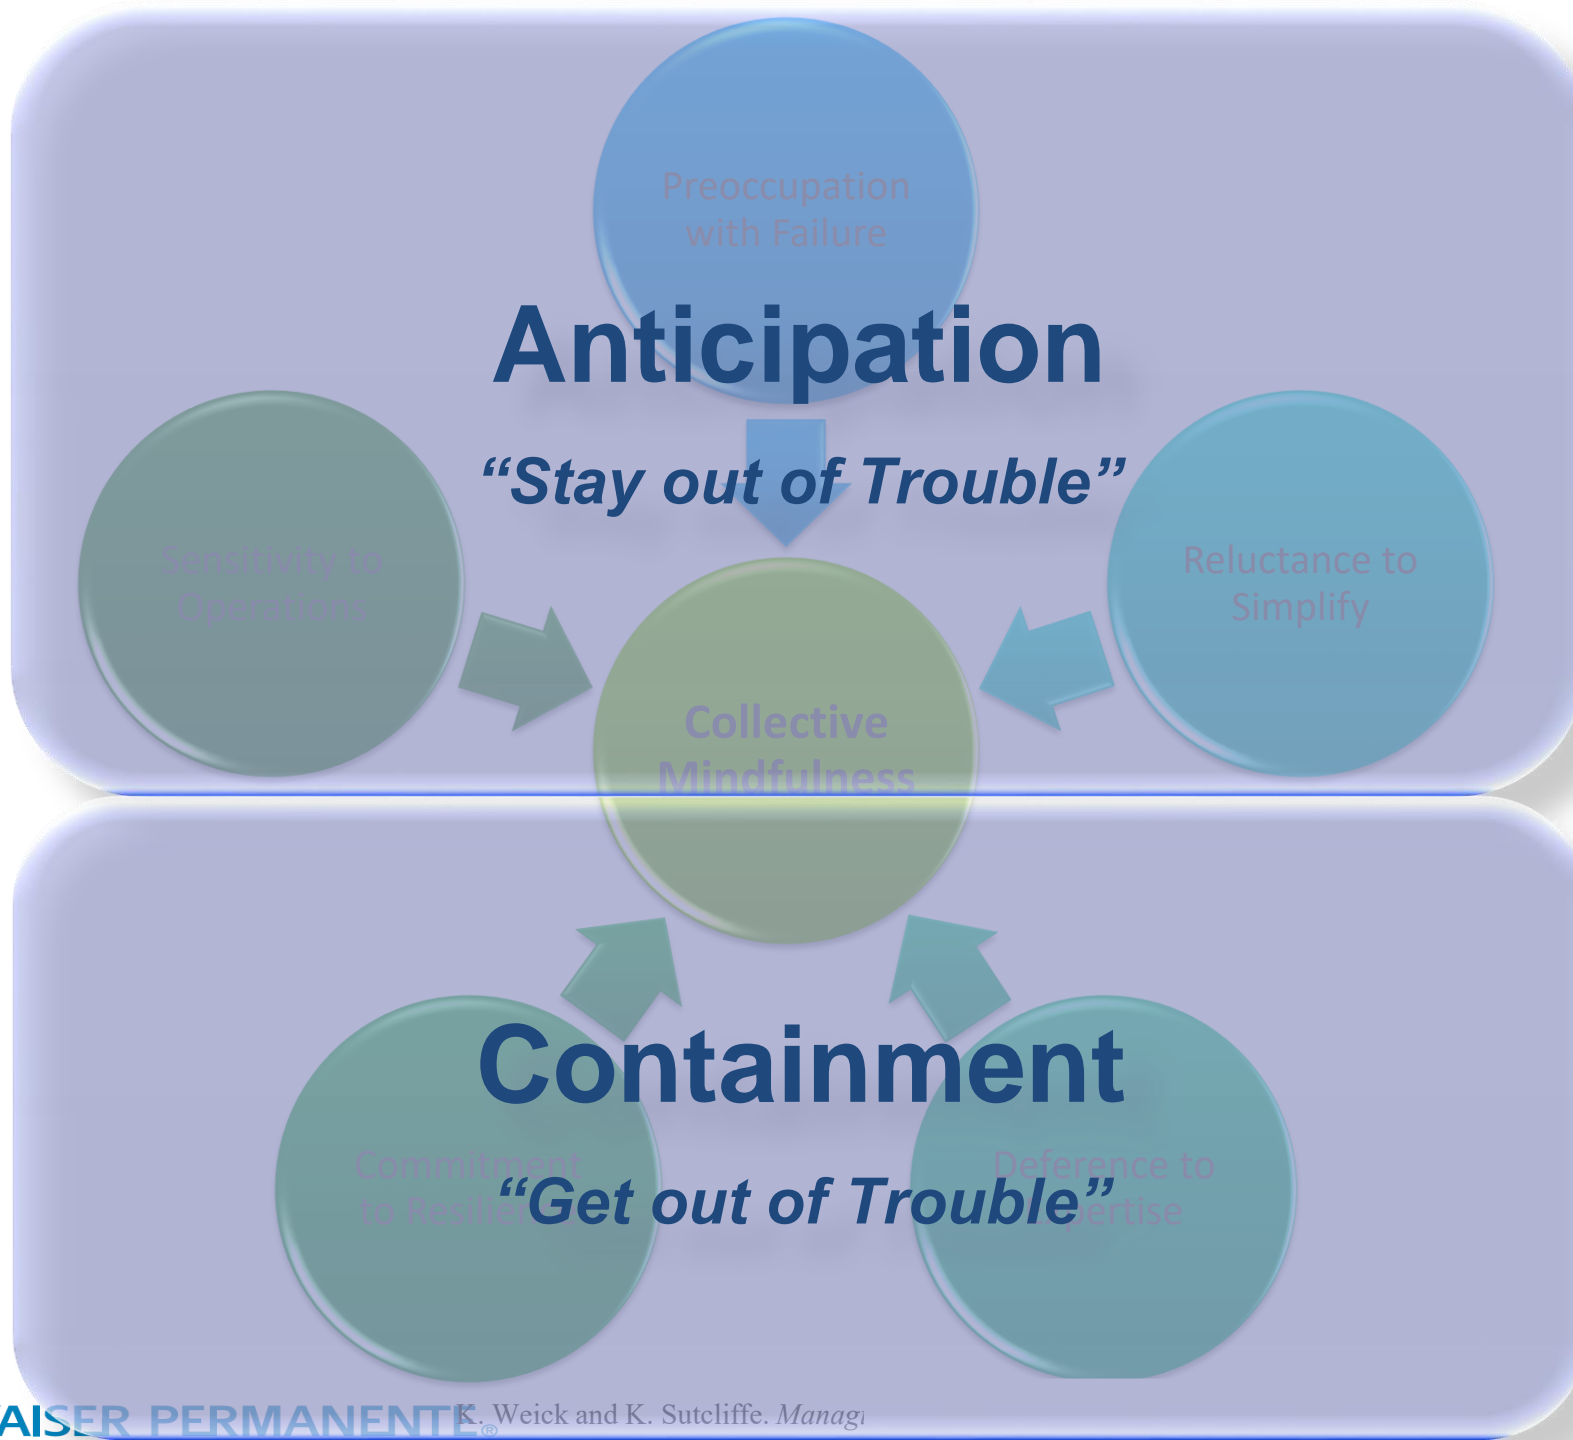 Preoccupation
with Failure
Anticipation
“Stay out of Trouble”
Sensitivity to
Operations
Reluctance to
Simplify
Collective
Mindfulness
Containment
Commitment
to
Deference to
“Get out of Trouble”
K. Weick and K. Sutcliffe.
PERMANENTE®